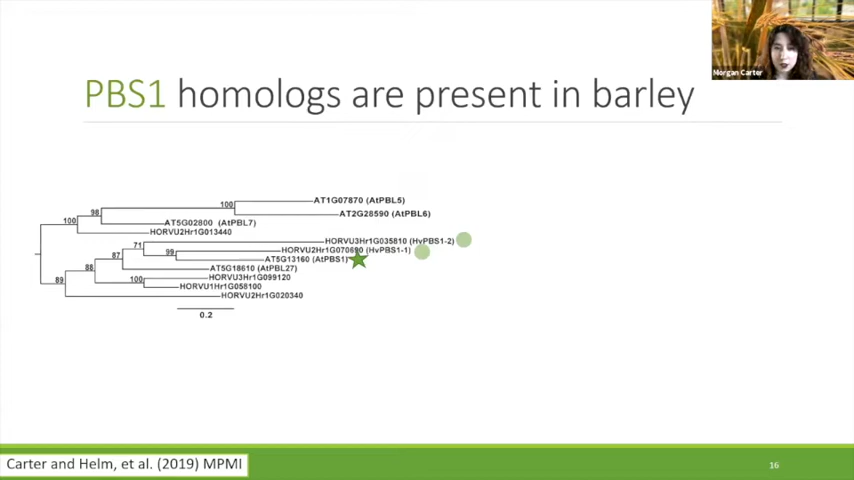 Morgan Carter
PBS1 homologs are present in barley
AT1G07870 (AtPBL5)
100
AT2G28590 (AtPBL6)
98
AT5G02800 (AtPBL7)
100
HORVU2Hr1G013440
HORVU3Hr1G035810 (HvPBS1-2)
71
HORVU2Hr1G070690 (HvPBS1-1)
99
AT5G13160 (AtPBS1)
87
AT5G18610 (AtPBL27)
88
HORVU3Hr1G099120
100
HORVU1Hr1G058100
89
HORVU2Hr1G020340
0.2
Carter and Helm, et al. (2019) MPMI
16